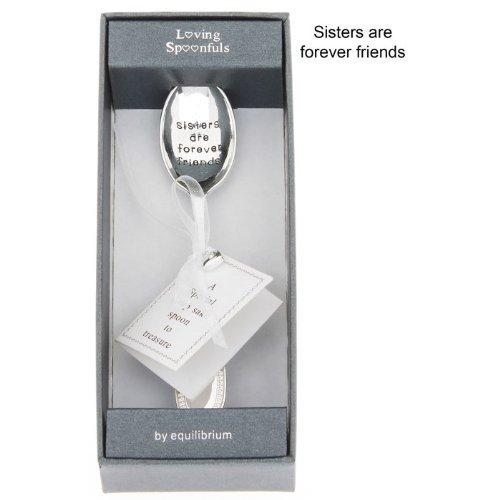 Loving
Spoonfuls
Sisters are
forever friends
sisters
are
forever
friends
A
Special
spoon
to
treasure
by equilibrium